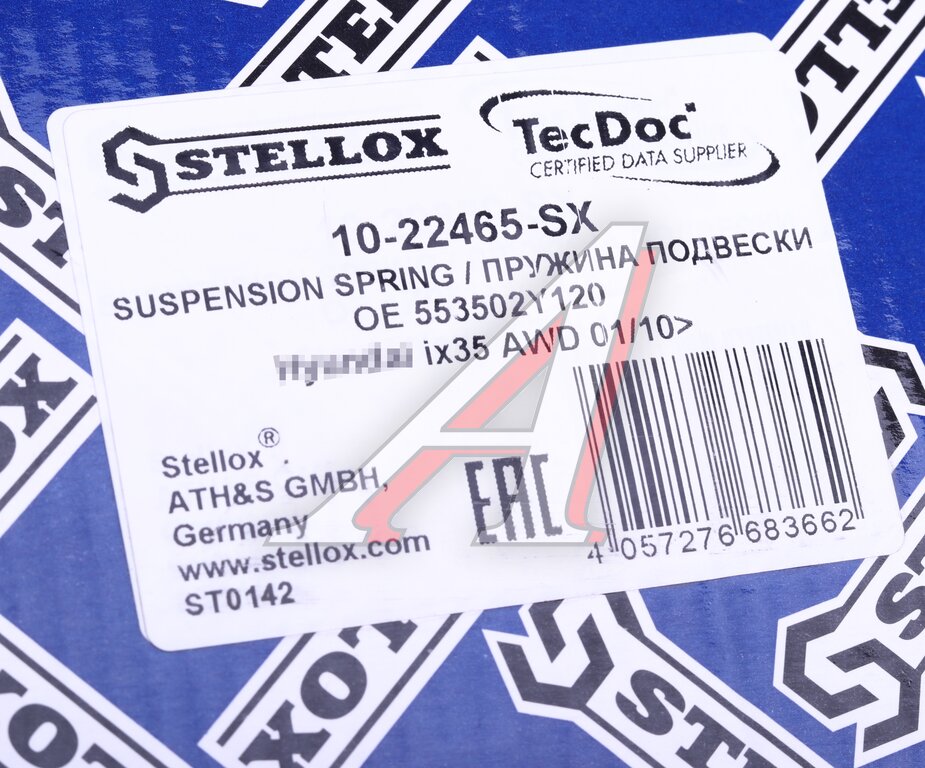 STELLOX
TecDoc
CERTIFIED DATA SUPPLIER
10-22465-SX
SUSPENSION SPRING / ПРУЖИНА ПОДВЕСКИ
OE 553502Y120
Hyundai ix35 AWD 01/10>
Stellox® .
ATH&S GMBH,
Germany
www.stellox.com
ST0142
EAC
4 057276 683662